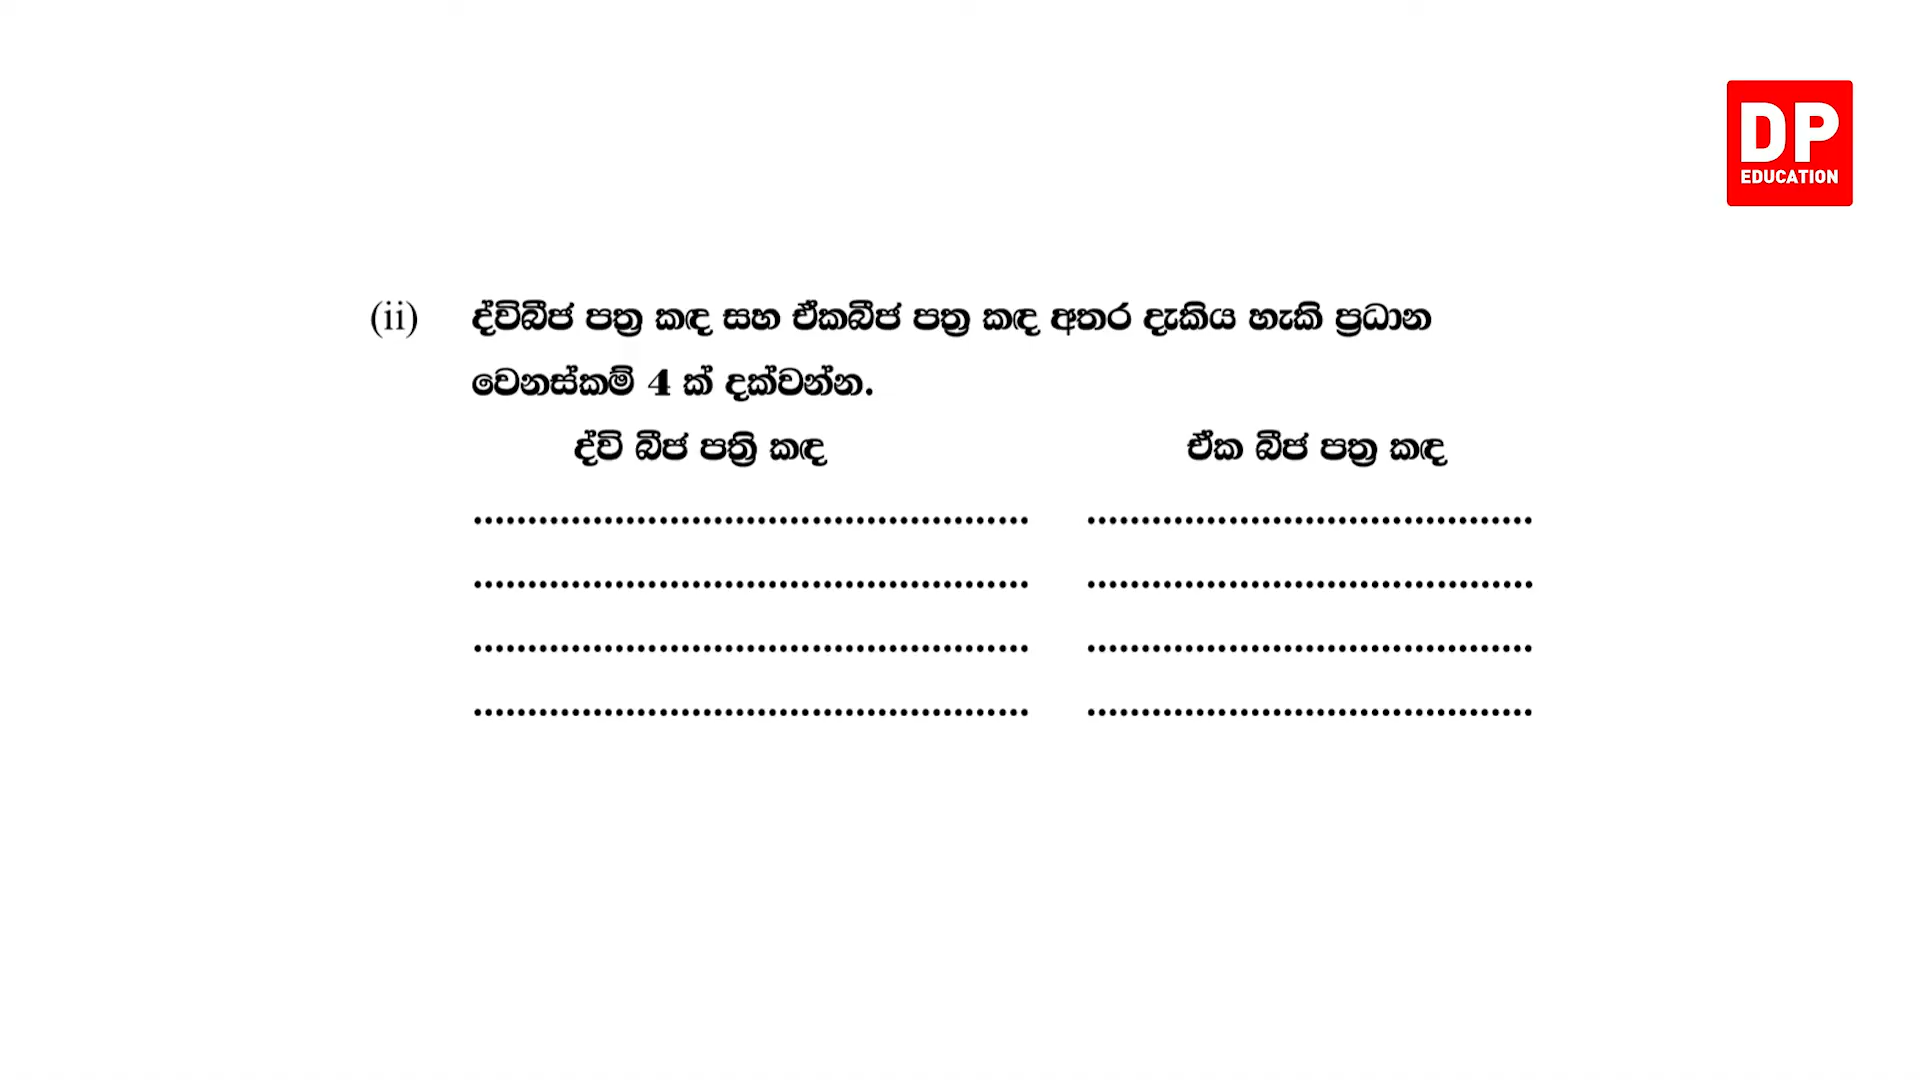 DP
EDUCATION
(ii) ද්විබීජ පත්‍ර කඳ සහ ඒකබීජ පත්‍ර කඳ අතර දැකිය හැකි ප්‍රධාන
වෙනස්කම් 4 ක් දක්වන්න.
ද්වි බීජ පත්‍රි කඳ ඒක බීජ පත්‍ර කඳ
................................................... .........................................
................................................... .........................................
................................................... .........................................
................................................... .........................................